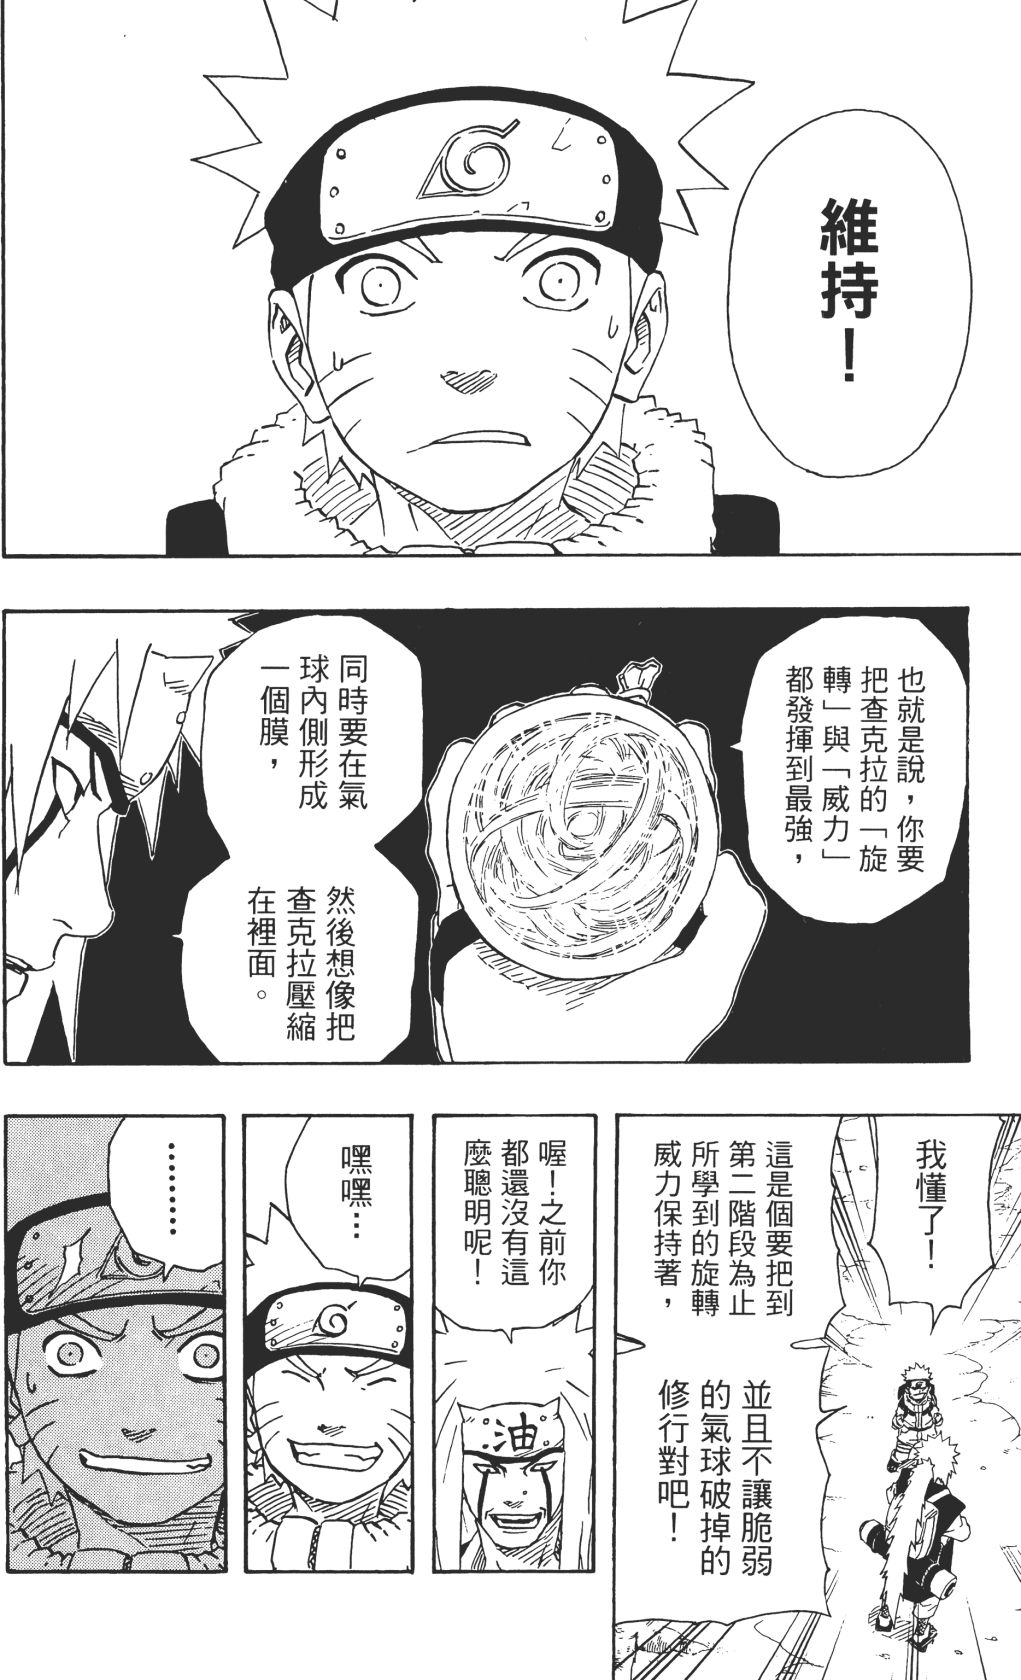 維持！
也就是說，你要
把查克拉的「旋
轉」與「威力」
都發揮到最強，
同時要在氣
球內側形成
一個膜，
然後想像把
查克拉壓縮
在裡面。
我懂了！
這是個要把到
第二階段為止
所學到的旋轉
威力保持著，
並且不讓脆弱
的氣球破掉的
修行對吧！
喔！之前你
都還沒有這
麼聰明呢！
油
嘿嘿…
………